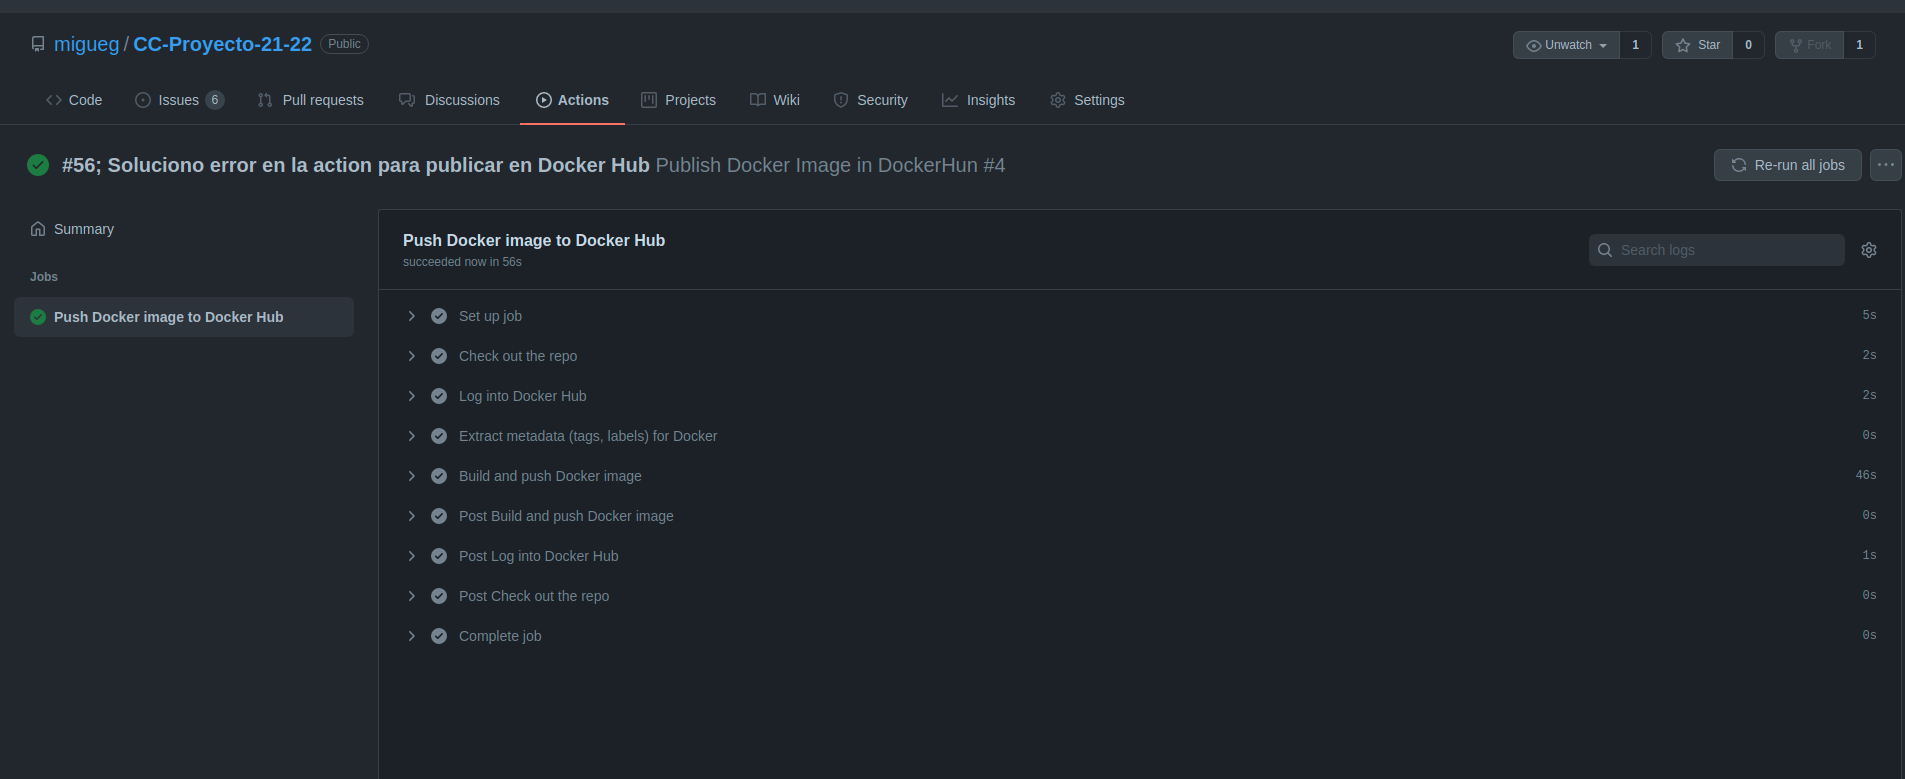 migueg / CC-Proyecto-21-22 Public Unwatch 1 Star 0 Fork 1
Code Issues 6 Pull requests Discussions Actions Projects Wiki Security Insights Settings
#56; Soluciono error en la action para publicar en Docker Hub Publish Docker Image in DockerHun #4 Re-run all jobs
Summary
Jobs
Push Docker image to Docker Hub
Push Docker image to Docker Hub
succeeded now in 56s
Search logs
Set up job 5s
Check out the repo 2s
Log into Docker Hub 2s
Extract metadata (tags, labels) for Docker 0s
Build and push Docker image 46s
Post Build and push Docker image 0s
Post Log into Docker Hub 1s
Post Check out the repo 0s
Complete job 0s